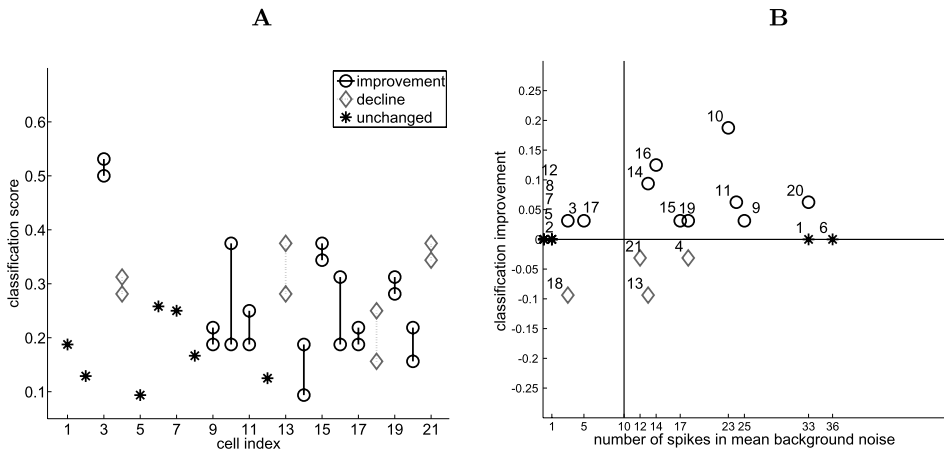 A
B
improvement
decline
unchanged
classification score
0.6
0.5
0.4
0.3
0.2
0.1
1 3 5 7 9 11 13 15 17 19 21
cell index
classification improvement
0.25
0.2
0.15
0.1
0.05
-0.05
-0.1
-0.15
-0.2
-0.25
10
16
14
12
8
7
5
2
3 17
15 19
11 9
20
1 6
21 4
18 13
1 5 10 12 14 17 23 25 33 36
number of spikes in mean background noise